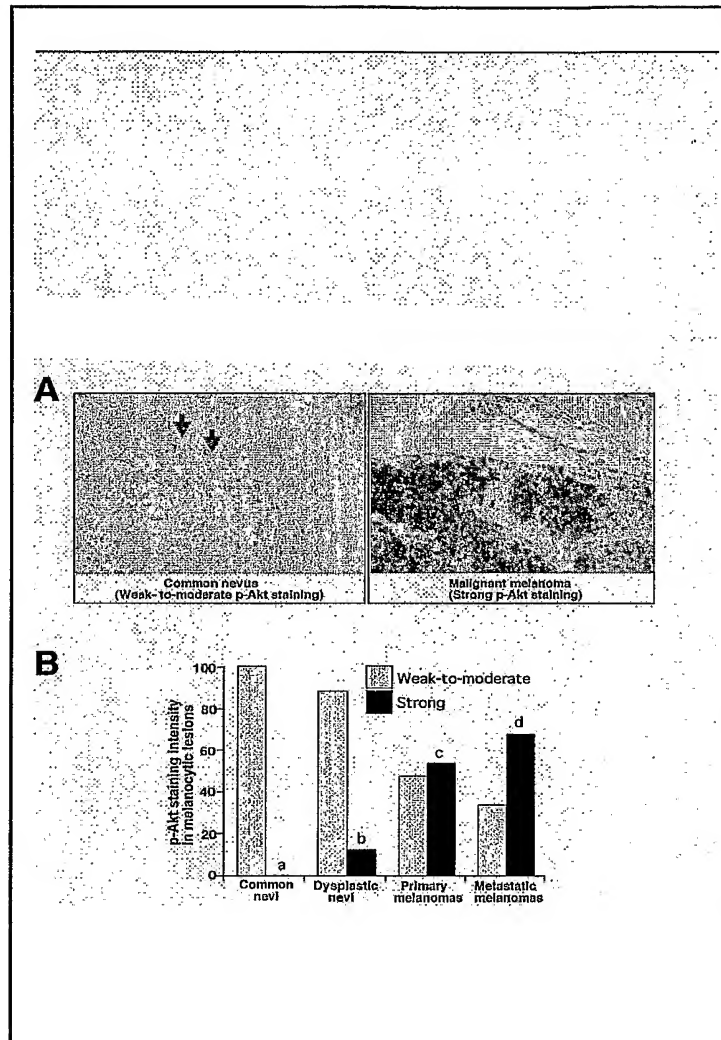 A
Common nevus
(Weak- to-moderate p-Akt staining)
Malignant melanoma
(Strong p-Akt staining)
B
p-Akt staining intensity
in melanocytic lesions
100
80
60
40
20
0
Weak-to-moderate
Strong
a
b
c
d
Common
nevi
Dysplastic
nevi
Primary
melanomas
Metastatic
melanomas